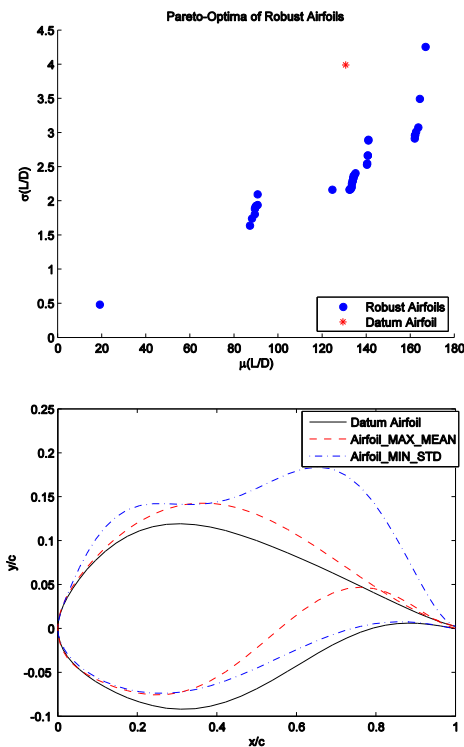 Pareto-Optima of Robust Airfoils
4.5
4
3.5
3
2.5
2
1.5
1
0.5
0
σ(L/D)
Robust Airfoils
Datum Airfoil
0 20 40 60 80 100 120 140 160 180
μ(L/D)
0.25
0.2
0.15
0.1
0.05
0
-0.05
-0.1
y/c
Datum Airfoil
Airfoil_MAX_MEAN
Airfoil_MIN_STD
0 0.2 0.4 0.6 0.8 1
x/c